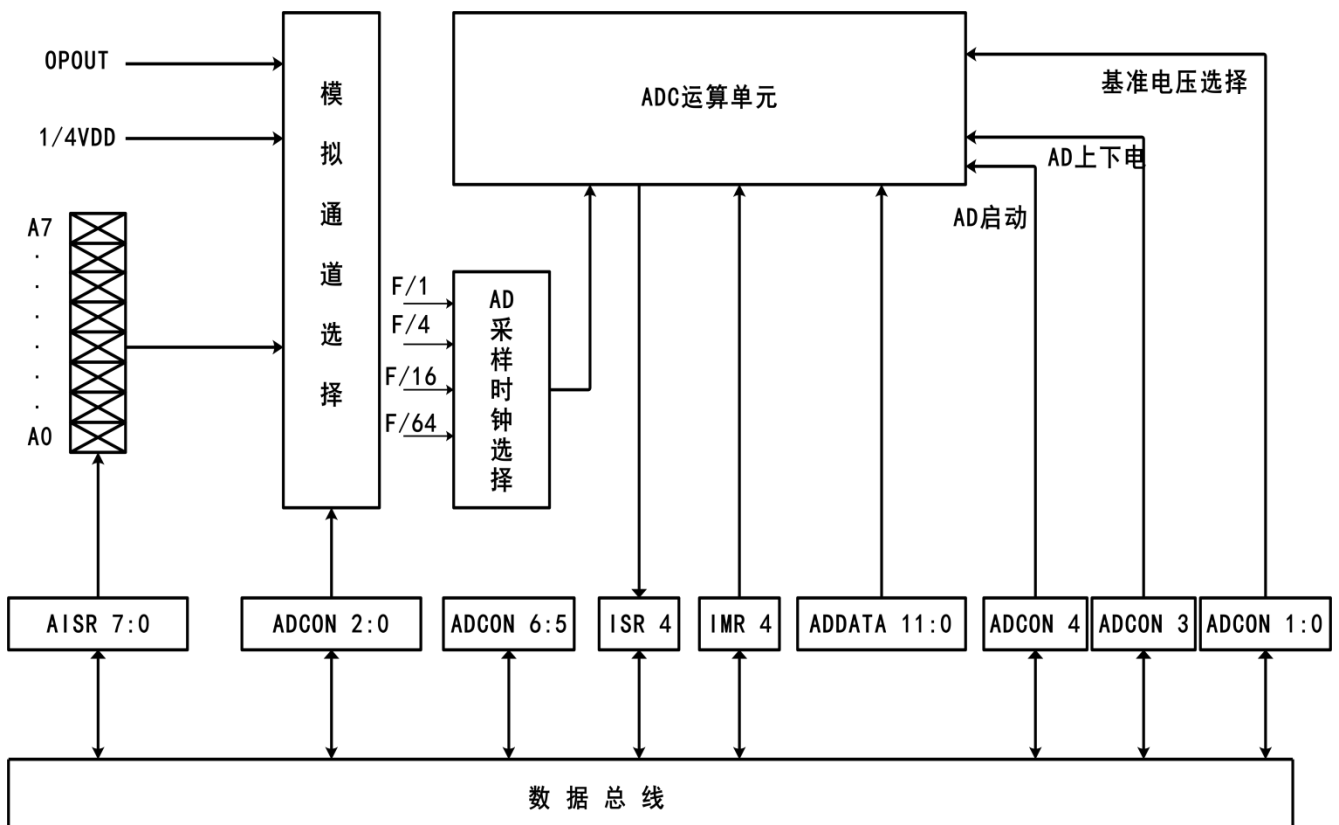 OPOUT
1/4VDD
A7
A0
模拟通道选择
ADC运算单元
基准电压选择
AD上下电
AD启动
F/1
F/4
F/16
F/64
AD采样时钟选择
AISR 7:0
ADCON 2:0
ADCON 6:5
ISR 4
IMR 4
ADDATA 11:0
ADCON 4
ADCON 3
ADCON 1:0
数据总线